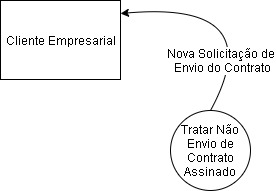 Cliente Empresarial
Nova Solicitação de
Envio do Contrato
Tratar Não
Envio de
Contrato
Assinado